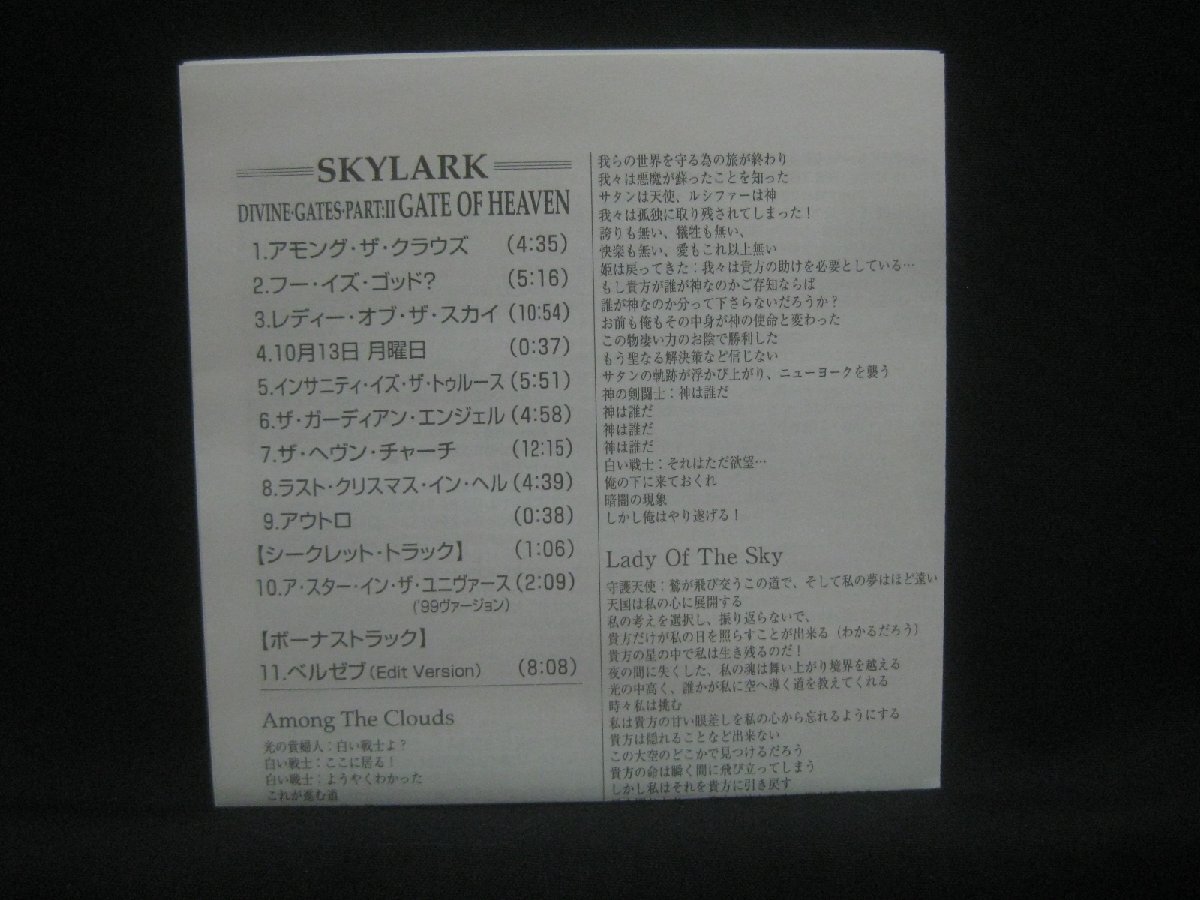 SKYLARK
DIVINE·GATES·PART:II GATE OF HEAVEN
1.アモング・ザ・クラウズ (4:35)
2.フー・イズ・ゴッド? (5:16)
3.レディー・オブ・ザ・スカイ (10:54)
4.10月13日 月曜日 (0:37)
5.インサニティ・イズ・ザ・トゥルース (5:51)
6.ザ・ガーディアン・エンジェル (4:58)
7.ザ・ヘヴン・チャーチ (12:15)
8.ラスト・クリスマス・イン・ヘル (4:39)
9.アウトロ (0:38)
【シークレット・トラック】 (1:06)
10.ア・スター・イン・ザ・ユニヴァース (2:09)
('99ヴァージョン)
【ボーナストラック】
11.ベルゼブ (Edit Version) (8:08)
Among The Clouds
光の貴婦人：白い戦士よ？
白い戦士：ここに居る！
白い戦士：ようやくわかった
これが進む道
我らの世界を守る為の旅が終わり
我々は悪魔が蘇ったことを知った
サタンは天使、ルシファーは神
我々は孤独に取り残されてしまった！
誇りも無い、犠牲も無い、
快楽も無い、愛もこれ以上無い
姫は戻ってきた：我々は貴方の助けを必要としている…
もし貴方が誰が神なのかご存知ならば
誰が神なのか分って下さらないだろうか？
お前も俺もその中身が神の使命と変わった
この物凄い力のお陰で勝利した
もう聖なる解決策など信じない
サタンの軌跡が浮かび上がり、ニューヨークを襲う
神の剣闘士：神は誰だ
神は誰だ
神は誰だ
神は誰だ
白い戦士：それはただ欲望…
俺の下に来ておくれ
暗闇の現象
しかし俺はやり遂げる！
Lady Of The Sky
守護天使：鷲が飛び交うこの道で、そして私の夢はほど遠い
天国は私の心に展開する
私の考えを選択し、振り返らないで、
貴方だけが私の日を照らすことが出来る（わかるだろう）
貴方の星の中で私は生き残るのだ！
夜の間に失くした，私の魂は舞い上がり境界を越える
光の中高く、誰かが私に空へ導く道を教えてくれる
時々私は挑む
私は貴方の甘い眼差しを私の心から忘れるようにする
貴方は隠れることなど出来ない
この大空のどこかで見つけるだろう
貴方の命は瞬く間に飛び立ってしまう
しかし私はそれを貴方に引き戻す